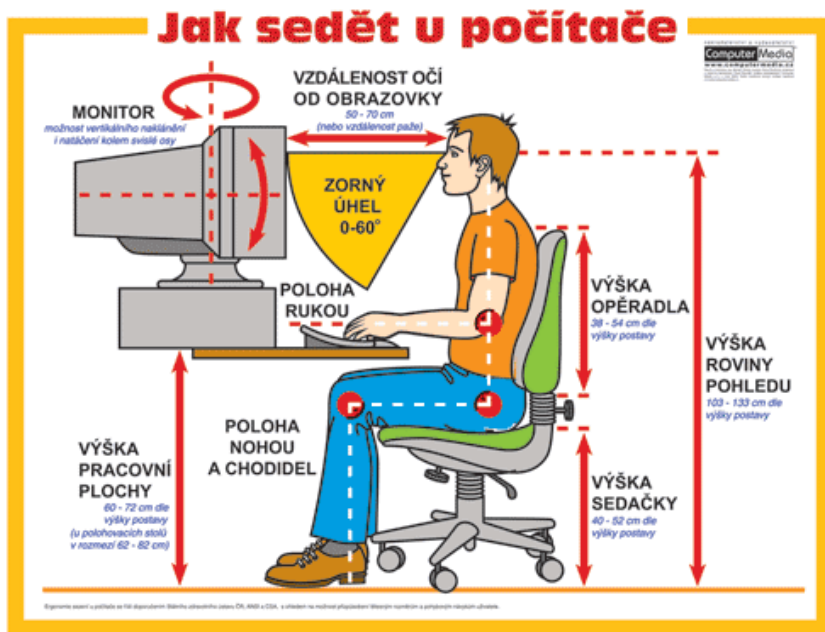 Jak sedět u počítače
Computer Media
www.computermedia.cz
MONITOR
možnost vertikálního naklánění
i natáčení kolem svislé osy
VZDÁLENOST OČÍ
OD OBRAZOVKY
50 - 70 cm
(nebo vzdálenost paže)
ZORNÝ
ÚHEL
0-60°
POLOHA
RUKOU
VÝŠKA
OPĚRADLA
38 - 54 cm dle
výšky postavy
VÝŠKA
ROVINY
POHLEDU
103 - 133 cm dle
výšky postavy
POLOHA
NOHOU
A CHODIDEL
VÝŠKA
PRACOVNÍ
PLOCHY
60 - 72 cm dle
výšky postavy
(u polohovacích stolů
v rozmezí 62 - 82 cm)
VÝŠKA
SEDAČKY
40 - 52 cm dle
výšky postavy